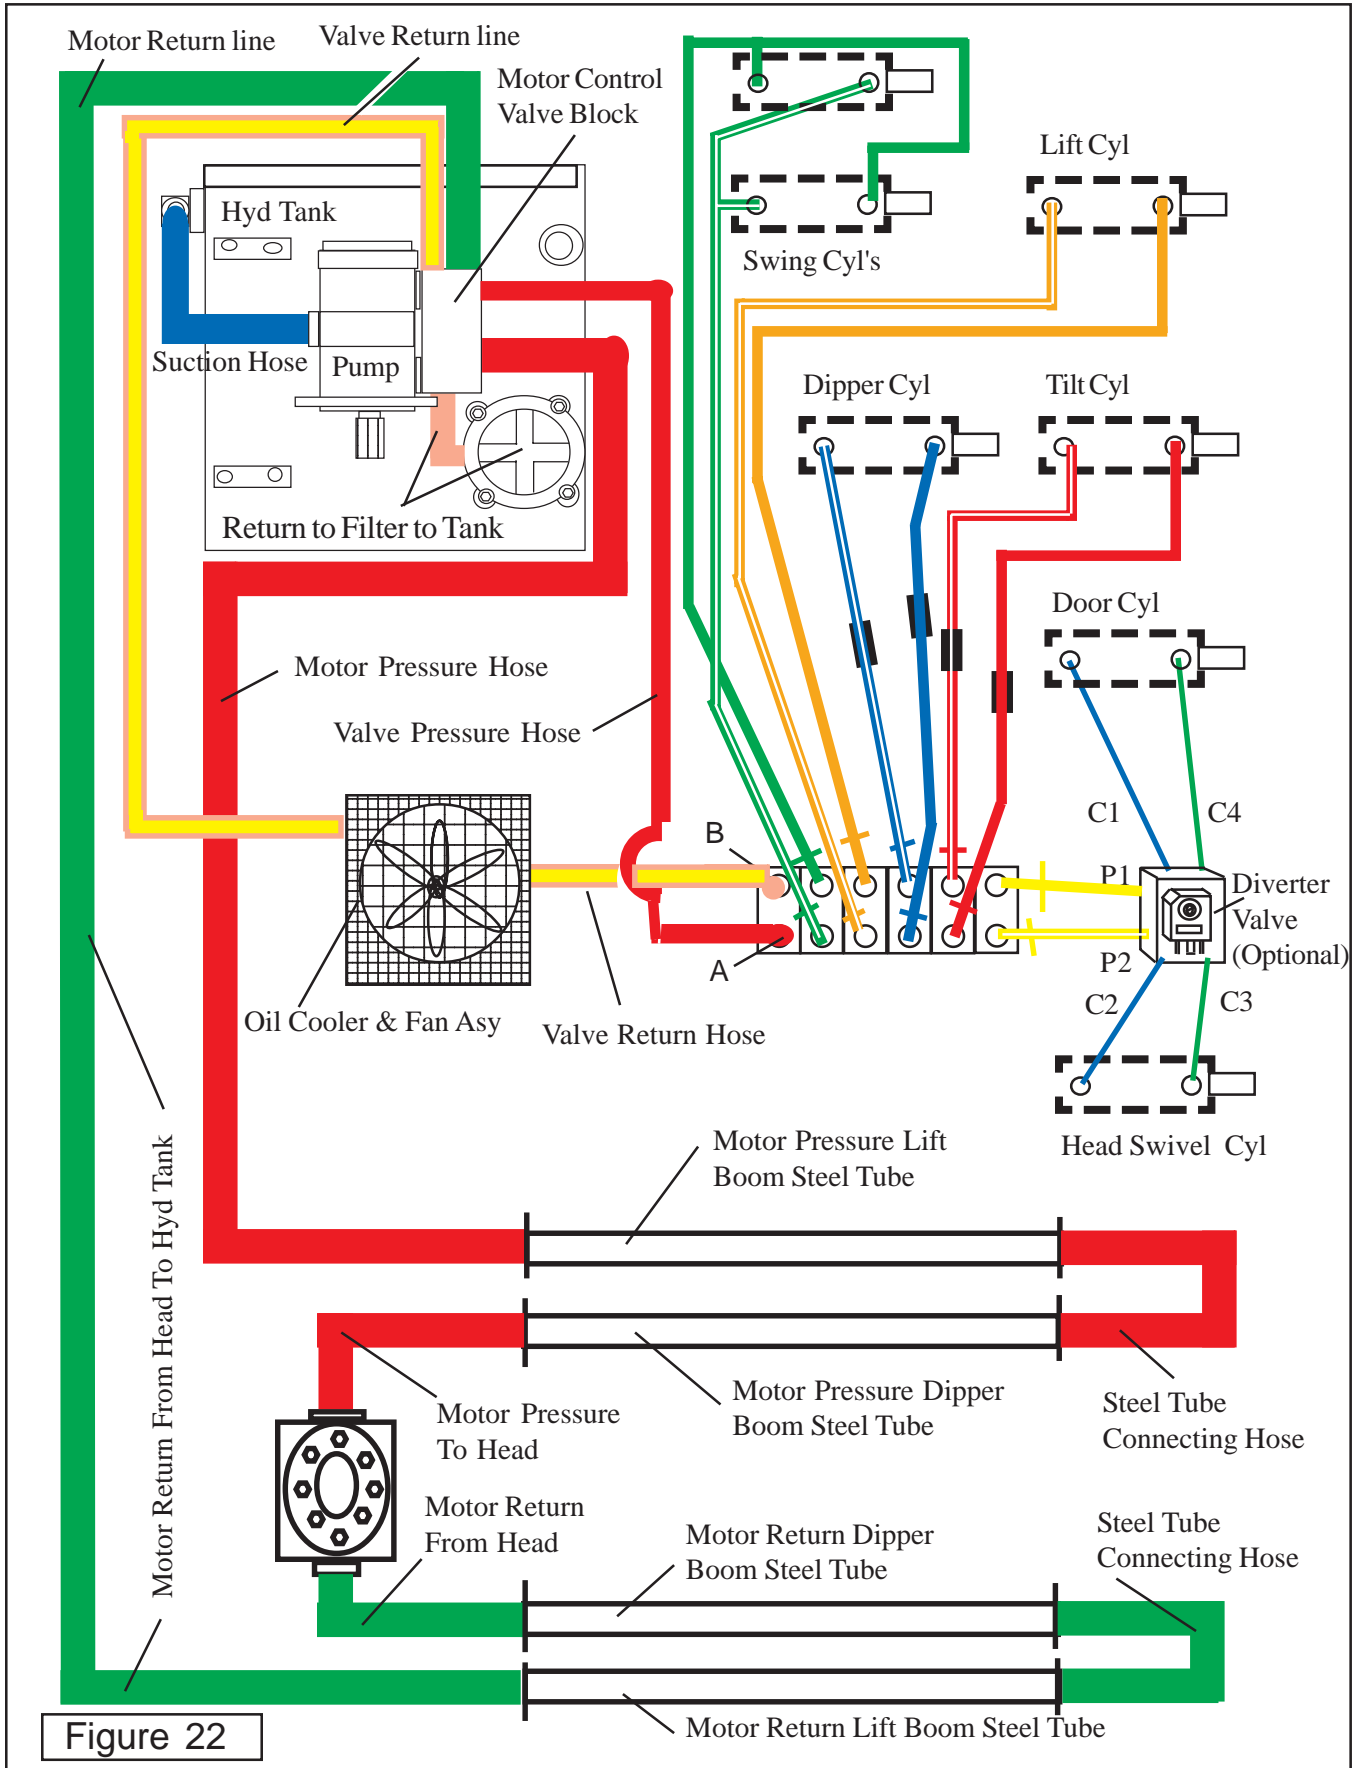 Motor Return line
Valve Return line
Motor Control
Valve Block
Lift Cyl
Hyd Tank
Swing Cyl's
Suction Hose
Pump
Dipper Cyl
Tilt Cyl
Return to Filter to Tank
Door Cyl
Motor Pressure Hose
Valve Pressure Hose
C1
C4
B
P1
Diverter
Valve
(Optional)
A
P2
C2
C3
Oil Cooler & Fan Asy
Valve Return Hose
Head Swivel Cyl
Motor Return From Head To Hyd Tank
Motor Pressure Lift
Boom Steel Tube
Motor Pressure Dipper
Boom Steel Tube
Steel Tube
Connecting Hose
Motor Pressure
To Head
Motor Return
From Head
Motor Return Dipper
Boom Steel Tube
Steel Tube
Connecting Hose
Motor Return Lift Boom Steel Tube
Figure 22